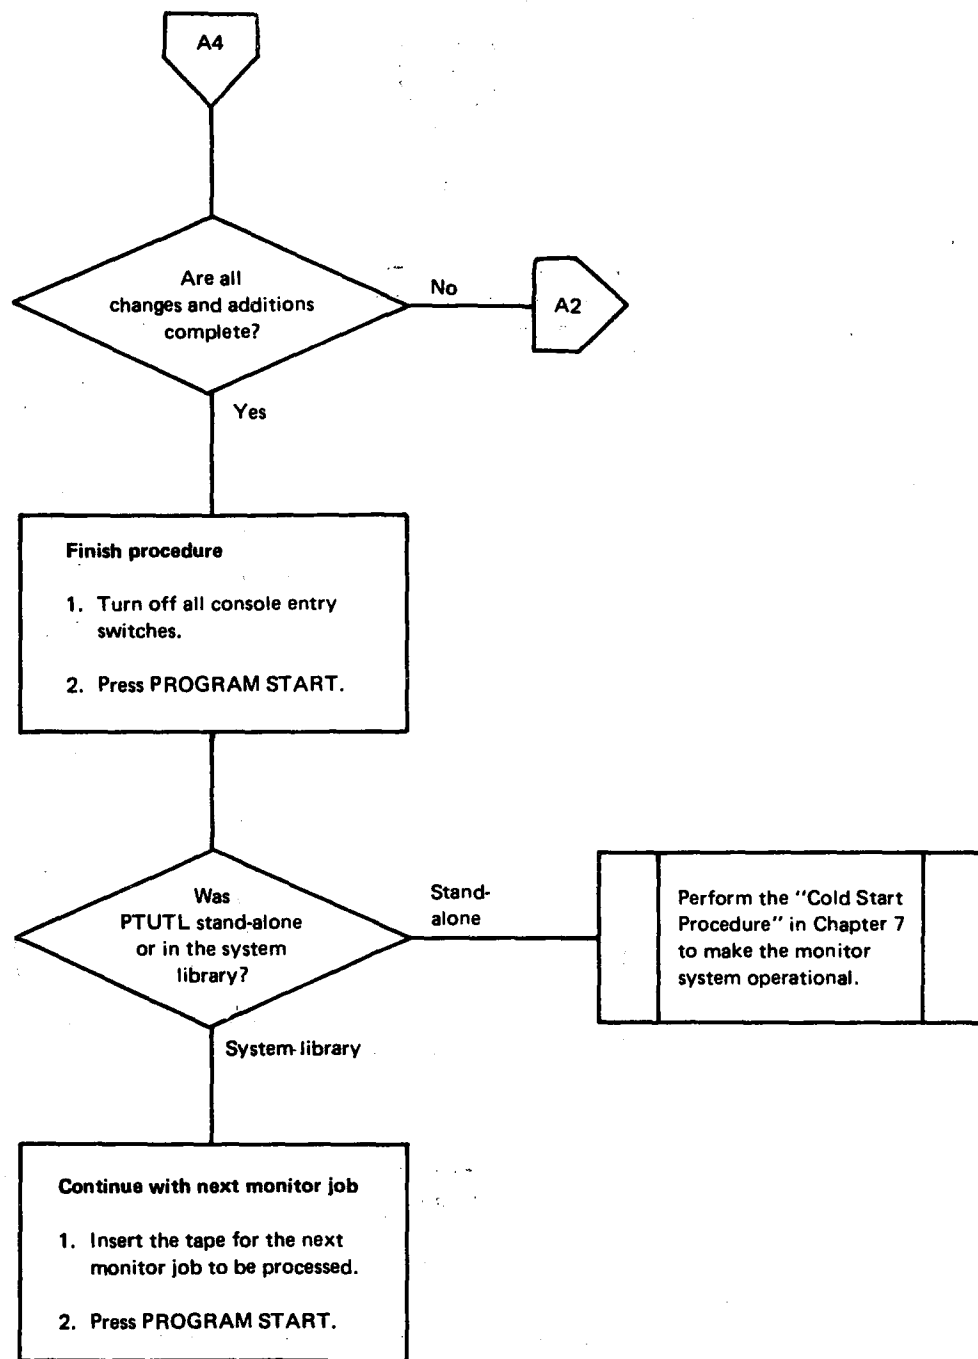 A4
Are all
changes and additions
complete?
No
A2
Yes
Finish procedure
1. Turn off all console entry
switches.
2. Press PROGRAM START.
Was
PTUTL stand-alone
or in the system
library?
Stand-
alone
Perform the "Cold Start
Procedure" in Chapter 7
to make the monitor
system operational.
System library
Continue with next monitor job
1. Insert the tape for the next
monitor job to be processed.
2. Press PROGRAM START.